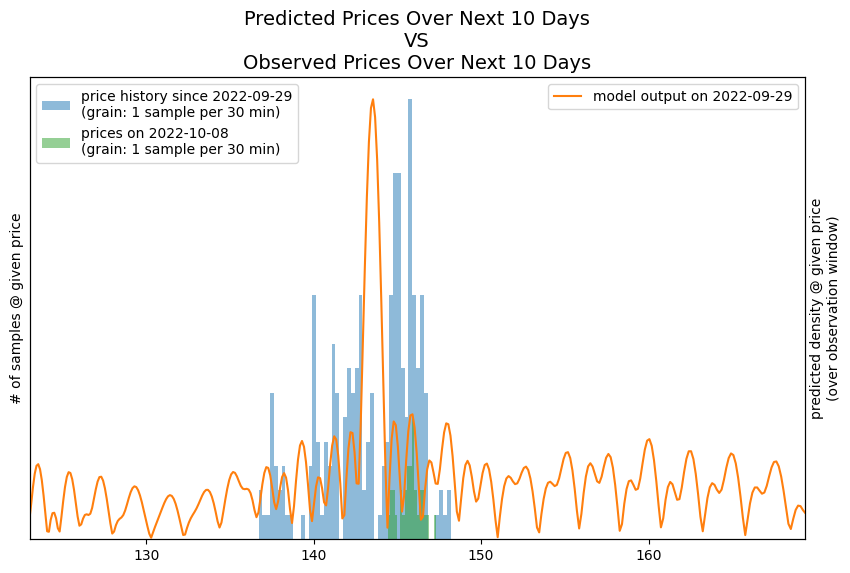 Predicted Prices Over Next 10 Days
VS
Observed Prices Over Next 10 Days
price history since 2022-09-29
(grain: 1 sample per 30 min)
prices on 2022-10-08
(grain: 1 sample per 30 min)
model output on 2022-09-29
# of samples @ given price
predicted density @ given price
(over observation window)
130 140 150 160